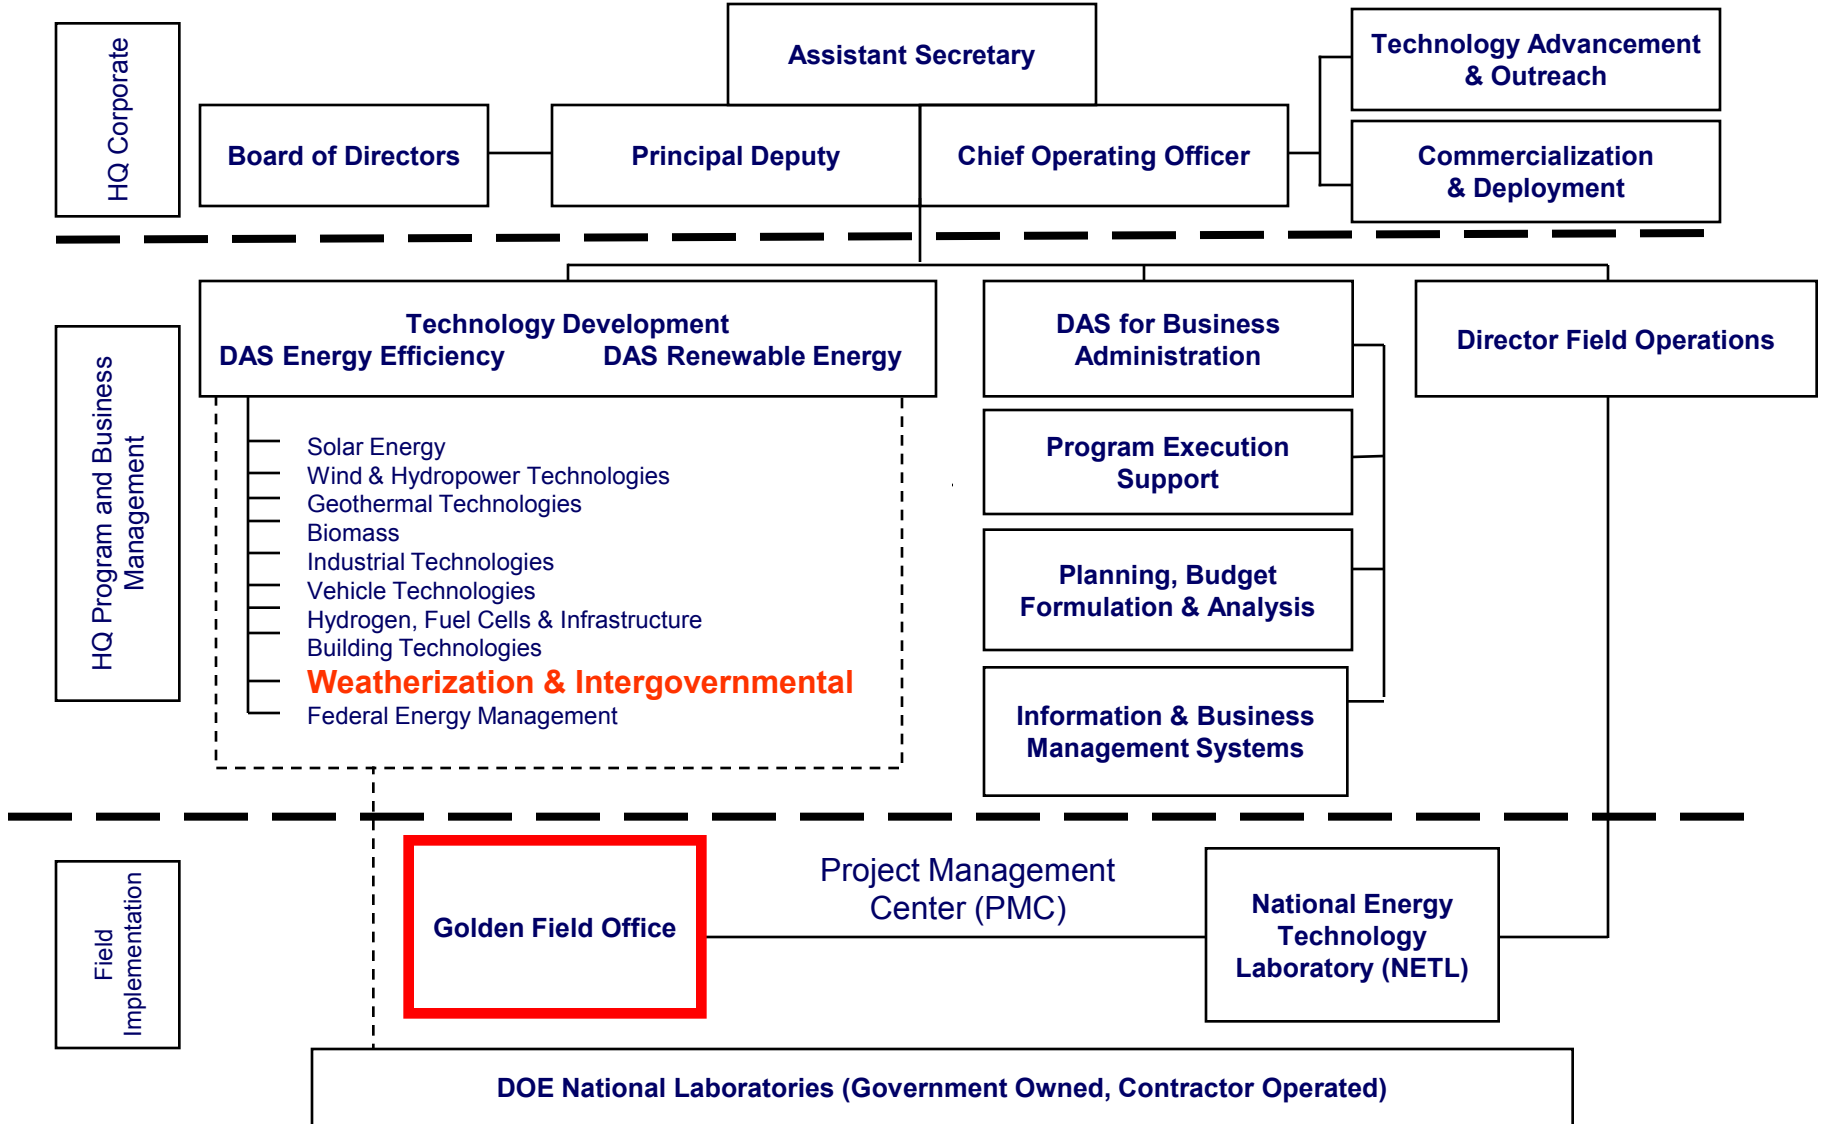 HQ Corporate
Assistant Secretary
Technology Advancement
& Outreach
Board of Directors
Principal Deputy
Chief Operating Officer
Commercialization
& Deployment
HQ Program and Business
Management
Technology Development
DAS Energy Efficiency DAS Renewable Energy
Solar Energy
Wind & Hydropower Technologies
Geothermal Technologies
Biomass
Industrial Technologies
Vehicle Technologies
Hydrogen, Fuel Cells & Infrastructure
Building Technologies
Weatherization & Intergovernmental
Federal Energy Management
DAS for Business
Administration
Program Execution
Support
Planning, Budget
Formulation & Analysis
Information & Business
Management Systems
Director Field Operations
Field
Implementation
Golden Field Office
Project Management
Center (PMC)
National Energy
Technology
Laboratory (NETL)
DOE National Laboratories (Government Owned, Contractor Operated)